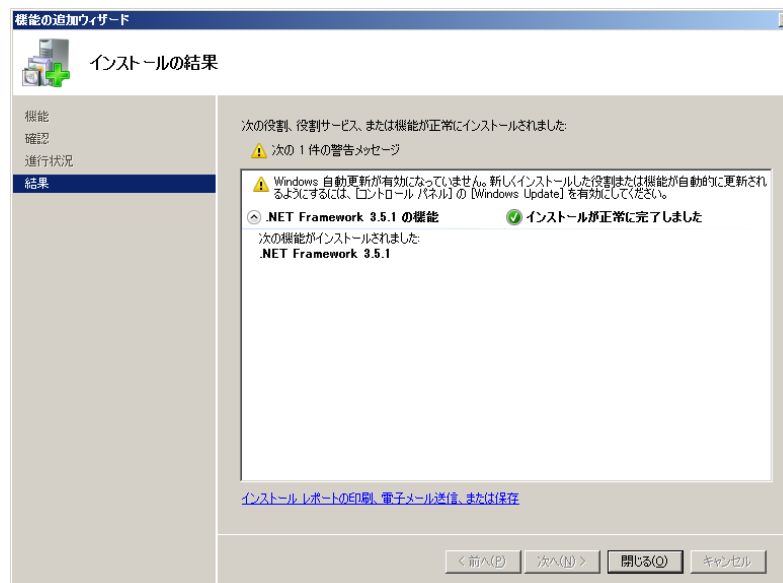 機能の追加ウィザード
インストールの結果
機能
確認
進行状況
結果
次の役割、役割サービス、または機能が正常にインストールされました:
次の 1 件の警告メッセージ
Windows 自動更新が有効になっていません。新しくインストールした役割または機能が自動的に更新され
るようにするには、[コントロール パネル] の [Windows Update] を有効にしてください。
.NET Framework 3.5.1 の機能 インストールが正常に完了しました
次の機能がインストールされました:
.NET Framework 3.5.1
インストール レポートの印刷、電子メール送信、または保存
< 前へ(P) 次へ(N) > 閉じる(O) キャンセル